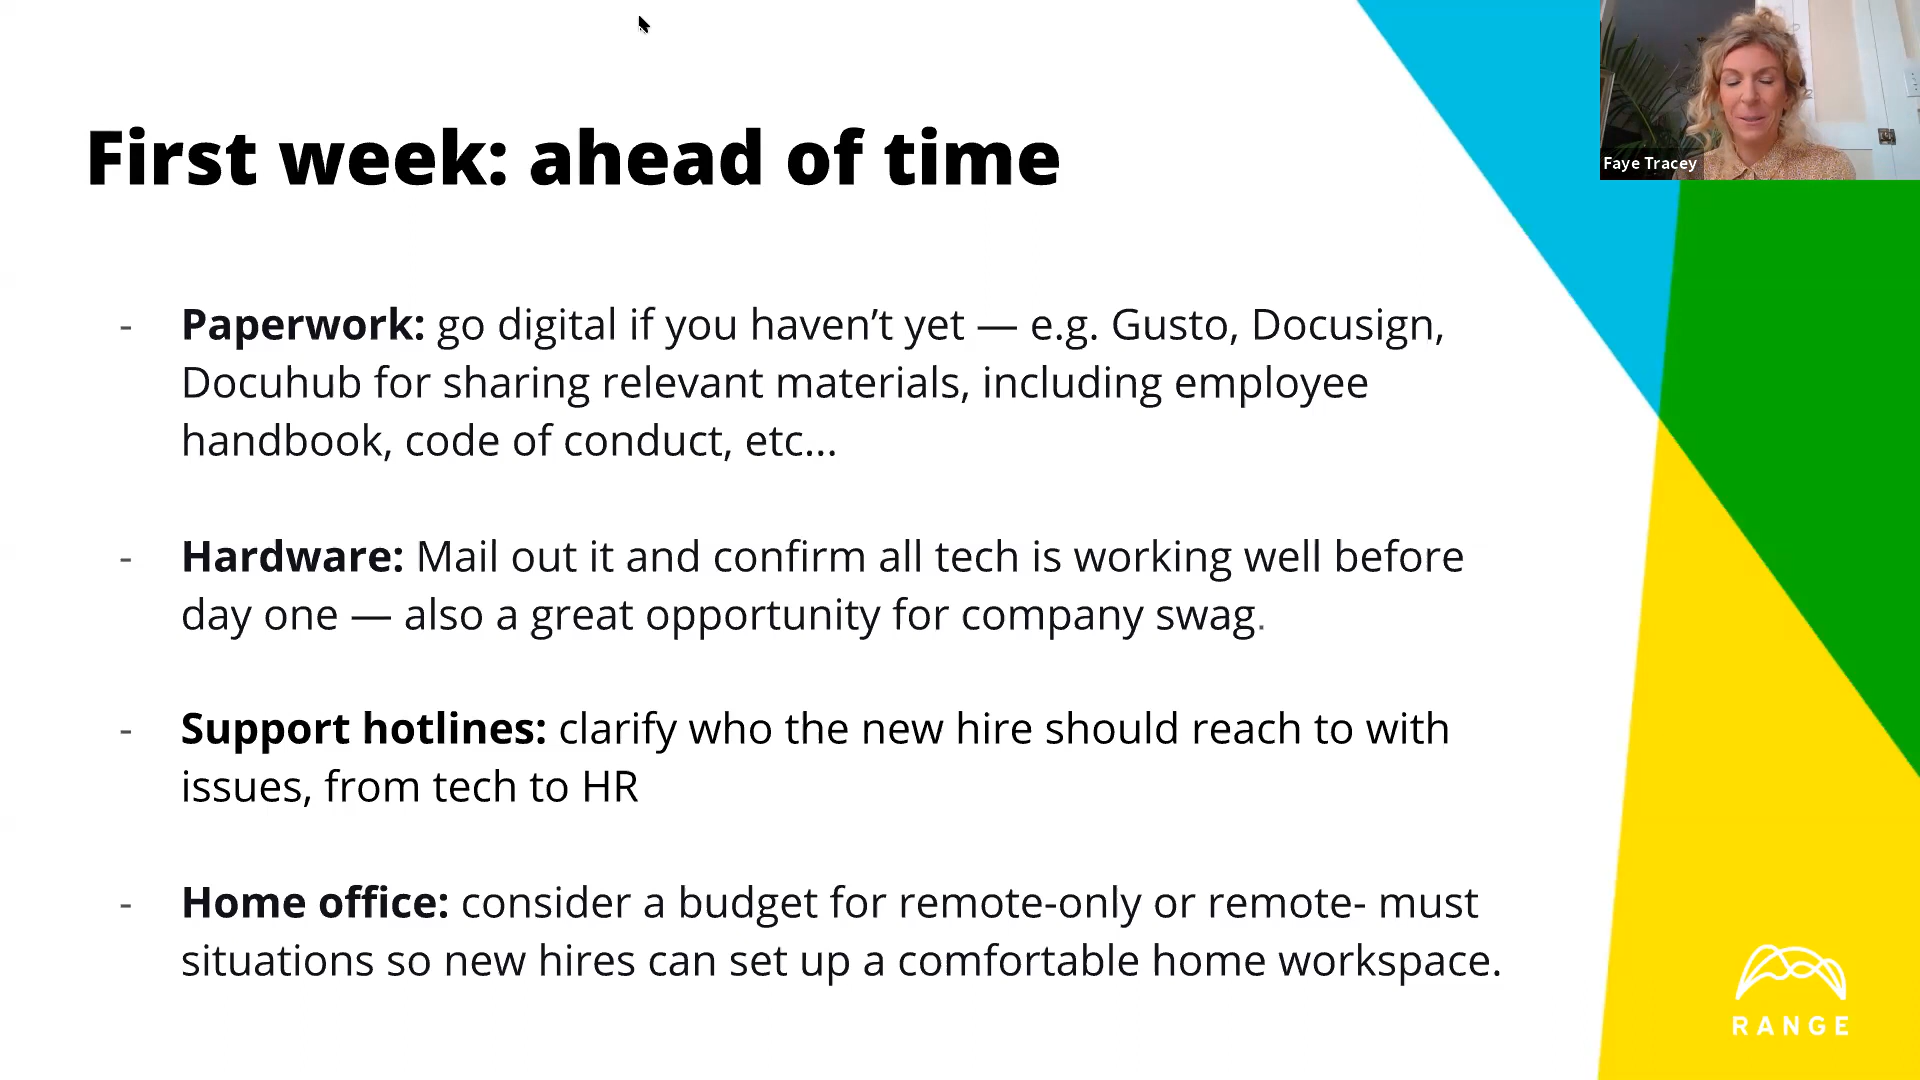 First week: ahead of time
Faye Tracey
- Paperwork: go digital if you haven’t yet — e.g. Gusto, Docusign,
Docuhub for sharing relevant materials, including employee
handbook, code of conduct, etc...
- Hardware: Mail out it and confirm all tech is working well before
day one — also a great opportunity for company swag.
- Support hotlines: clarify who the new hire should reach to with
issues, from tech to HR
- Home office: consider a budget for remote-only or remote- must
situations so new hires can set up a comfortable home workspace.
RANGE